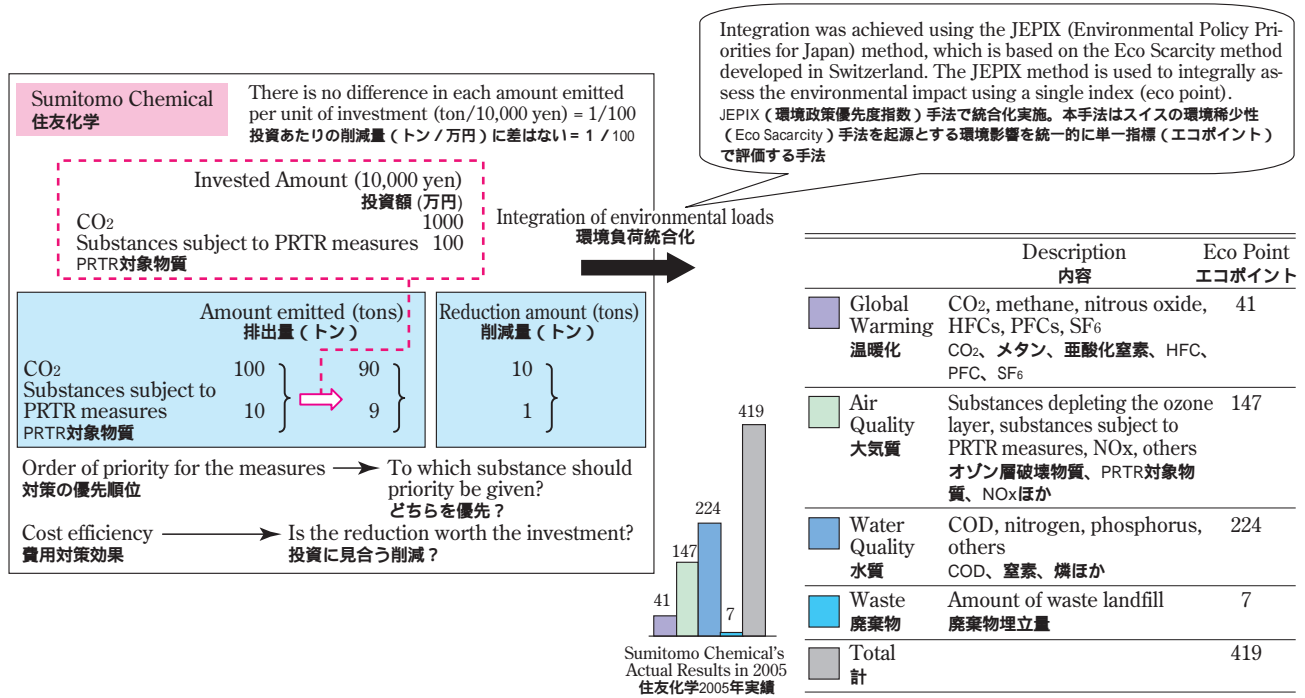 Integration was achieved using the JEPIX (Environmental Policy Pri-
orities for Japan) method, which is based on the Eco Scarcity method
developed in Switzerland. The JEPIX method is used to integrally as-
sess the environmental impact using a single index (eco point).
JEPIX(環境政策優先度指数)手法で統合化実施。本手法はスイスの環境稀少性
(Eco Sacarcity)手法を起源とする環境影響を統一的に単一指標(エコポイント)
で評価する手法
Sumitomo Chemical
住友化学
There is no difference in each amount emitted
per unit of investment (ton/10,000 yen) = 1/100
投資あたりの削減量(トン/万円)に差はない= 1 / 100
Invested Amount (10,000 yen)
投資額 (万円)
CO2 1000
Substances subject to PRTR measures 100
PRTR対象物質
Amount emitted (tons)
排出量(トン)
CO2 100 90
Substances subject to
PRTR measures 10 9
PRTR対象物質
Reduction amount (tons)
削減量(トン)
10
1
Order of priority for the measures → To which substance should
対策の優先順位
priority be given?
どちらを優先?
Cost efficiency → Is the reduction worth the investment?
費用対策効果 投資に見合う削減?
Integration of environmental loads
環境負荷統合化
41
147
224
7
419
Sumitomo Chemical's
Actual Results in 2005
住友化学2005年実績
Description Eco Point
内容 エコポイント
Global CO2, methane, nitrous oxide, 41
Warming HFCs, PFCs, SF6
温暖化 CO2、メタン、亜酸化窒素、HFC、
PFC、SF6
Air Substances depleting the ozone 147
Quality layer, substances subject to
大気質 PRTR measures, NOx, others
オゾン層破壊物質、PRTR対象物
質、NOxほか
Water COD, nitrogen, phosphorus, 224
Quality others
水質 COD、窒素、燐ほか
Waste Amount of waste landfill 7
廃棄物 廃棄物埋立量
Total 419
計